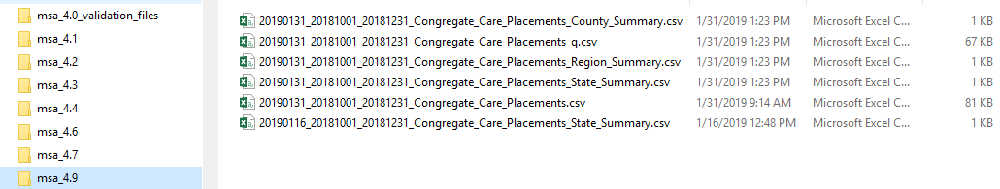 msa_4.0_validation_files
msa_4.1
msa_4.2
msa_4.3
msa_4.4
msa_4.6
msa_4.7
msa_4.9
20190131_20181001_20181231_Congregate_Care_Placements_County_Summary.csv 1/31/2019 1:23 PM Microsoft Excel C... 1 KB
20190131_20181001_20181231_Congregate_Care_Placements_q.csv 1/31/2019 1:23 PM Microsoft Excel C... 67 KB
20190131_20181001_20181231_Congregate_Care_Placements_Region_Summary.csv 1/31/2019 1:23 PM Microsoft Excel C... 1 KB
20190131_20181001_20181231_Congregate_Care_Placements_State_Summary.csv 1/31/2019 1:23 PM Microsoft Excel C... 1 KB
20190131_20181001_20181231_Congregate_Care_Placements.csv 1/31/2019 9:14 AM Microsoft Excel C... 81 KB
20190116_20181001_20181231_Congregate_Care_Placements_State_Summary.csv 1/16/2019 12:48 PM Microsoft Excel C... 1 KB